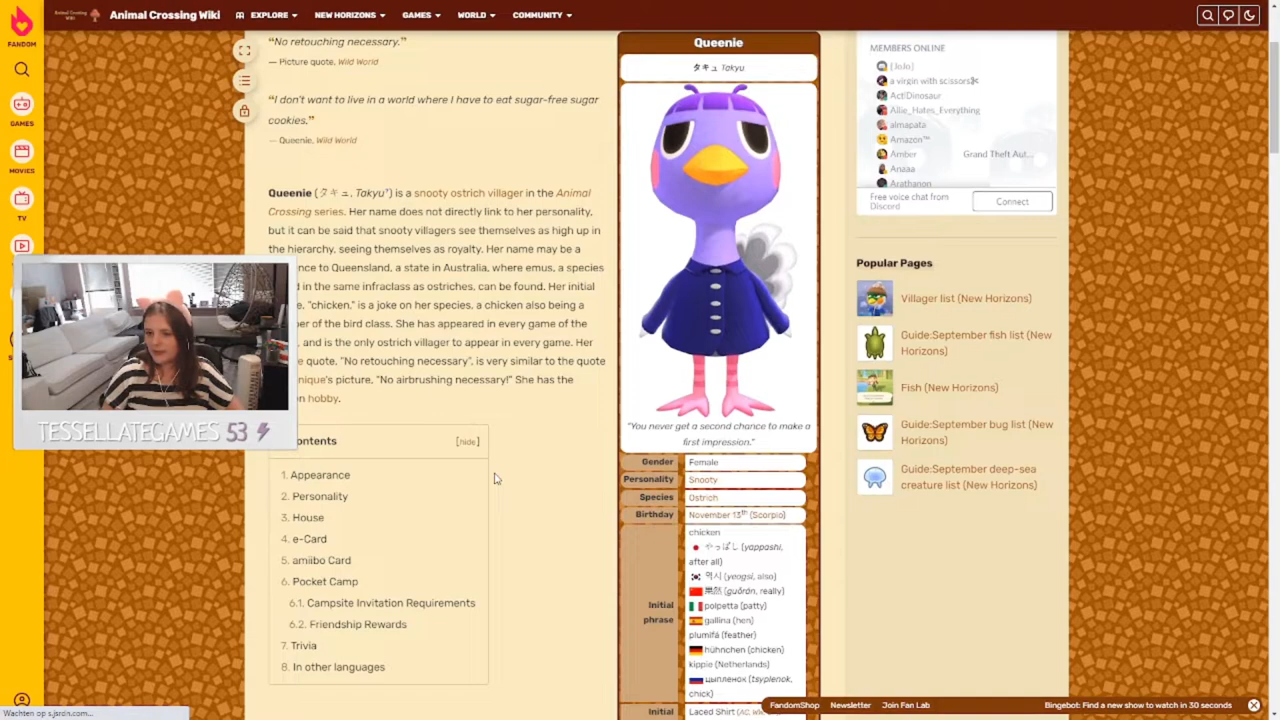 FANDOM
GAMES
MOVIES
TV
Animal Crossing Wiki
EXPLORE
NEW HORIZONS
GAMES
WORLD
COMMUNITY
"No retouching necessary."
— Picture quote, Wild World
"I don't want to live in a world where I have to eat sugar-free sugar
cookies."
— Queenie, Wild World
Queenie (タキュ, Takyu?) is a snooty ostrich villager in the Animal
Crossing series. Her name does not directly link to her personality,
but it can be said that snooty villagers see themselves as high up in
the hierarchy, seeing themselves as royalty. Her name may be a
ence to Queensland, a state in Australia, where emus, a species
d in the same infraclass as ostriches, can be found. Her initial
e, "chicken," is a joke on her species, a chicken also being a
er of the bird class. She has appeared in every game of the
, and is the only ostrich villager to appear in every game. Her
e quote, "No retouching necessary", is very similar to the quote
nique's picture, "No airbrushing necessary!" She has the
n hobby.
TESSELLATEGAMES 53
ontents [hide]
1. Appearance
2. Personality
3. House
4. e-Card
5. amiibo Card
6. Pocket Camp
6.1. Campsite Invitation Requirements
6.2. Friendship Rewards
7. Trivia
8. In other languages
Queenie
タキュ Takyu
"You never get a second chance to make a
first impression."
Gender Female
Personality Snooty
Species Ostrich
Birthday November 13th (Scorpio)
Initial
phrase
chicken
やっぱし (yappashi,
after all)
역시 (yeogsi, also)
果然 (guǒrán, really)
polpetta (patty)
gallina (hen)
plumifá (feather)
hühnchen (chicken)
kippie (Netherlands)
цыпленок (tsyplenok,
chick)
Initial Laced Shirt (AC, WW,
MEMBERS ONLINE
{JoJo}
a virgin with scissors✂
Act!Dinosaur
Allie_Hates_Everything
almapata
Amazon™
Amber Grand Theft Aut...
Anaaa
Arathanon
Free voice chat from
Discord
Connect
Popular Pages
Villager list (New Horizons)
Guide:September fish list (New
Horizons)
Fish (New Horizons)
Guide:September bug list (New
Horizons)
Guide:September deep-sea
creature list (New Horizons)
FandomShop
Newsletter
Join Fan Lab
Bingebot: Find a new show to watch in 30 seconds
Wachten op s.jsrdn.com...